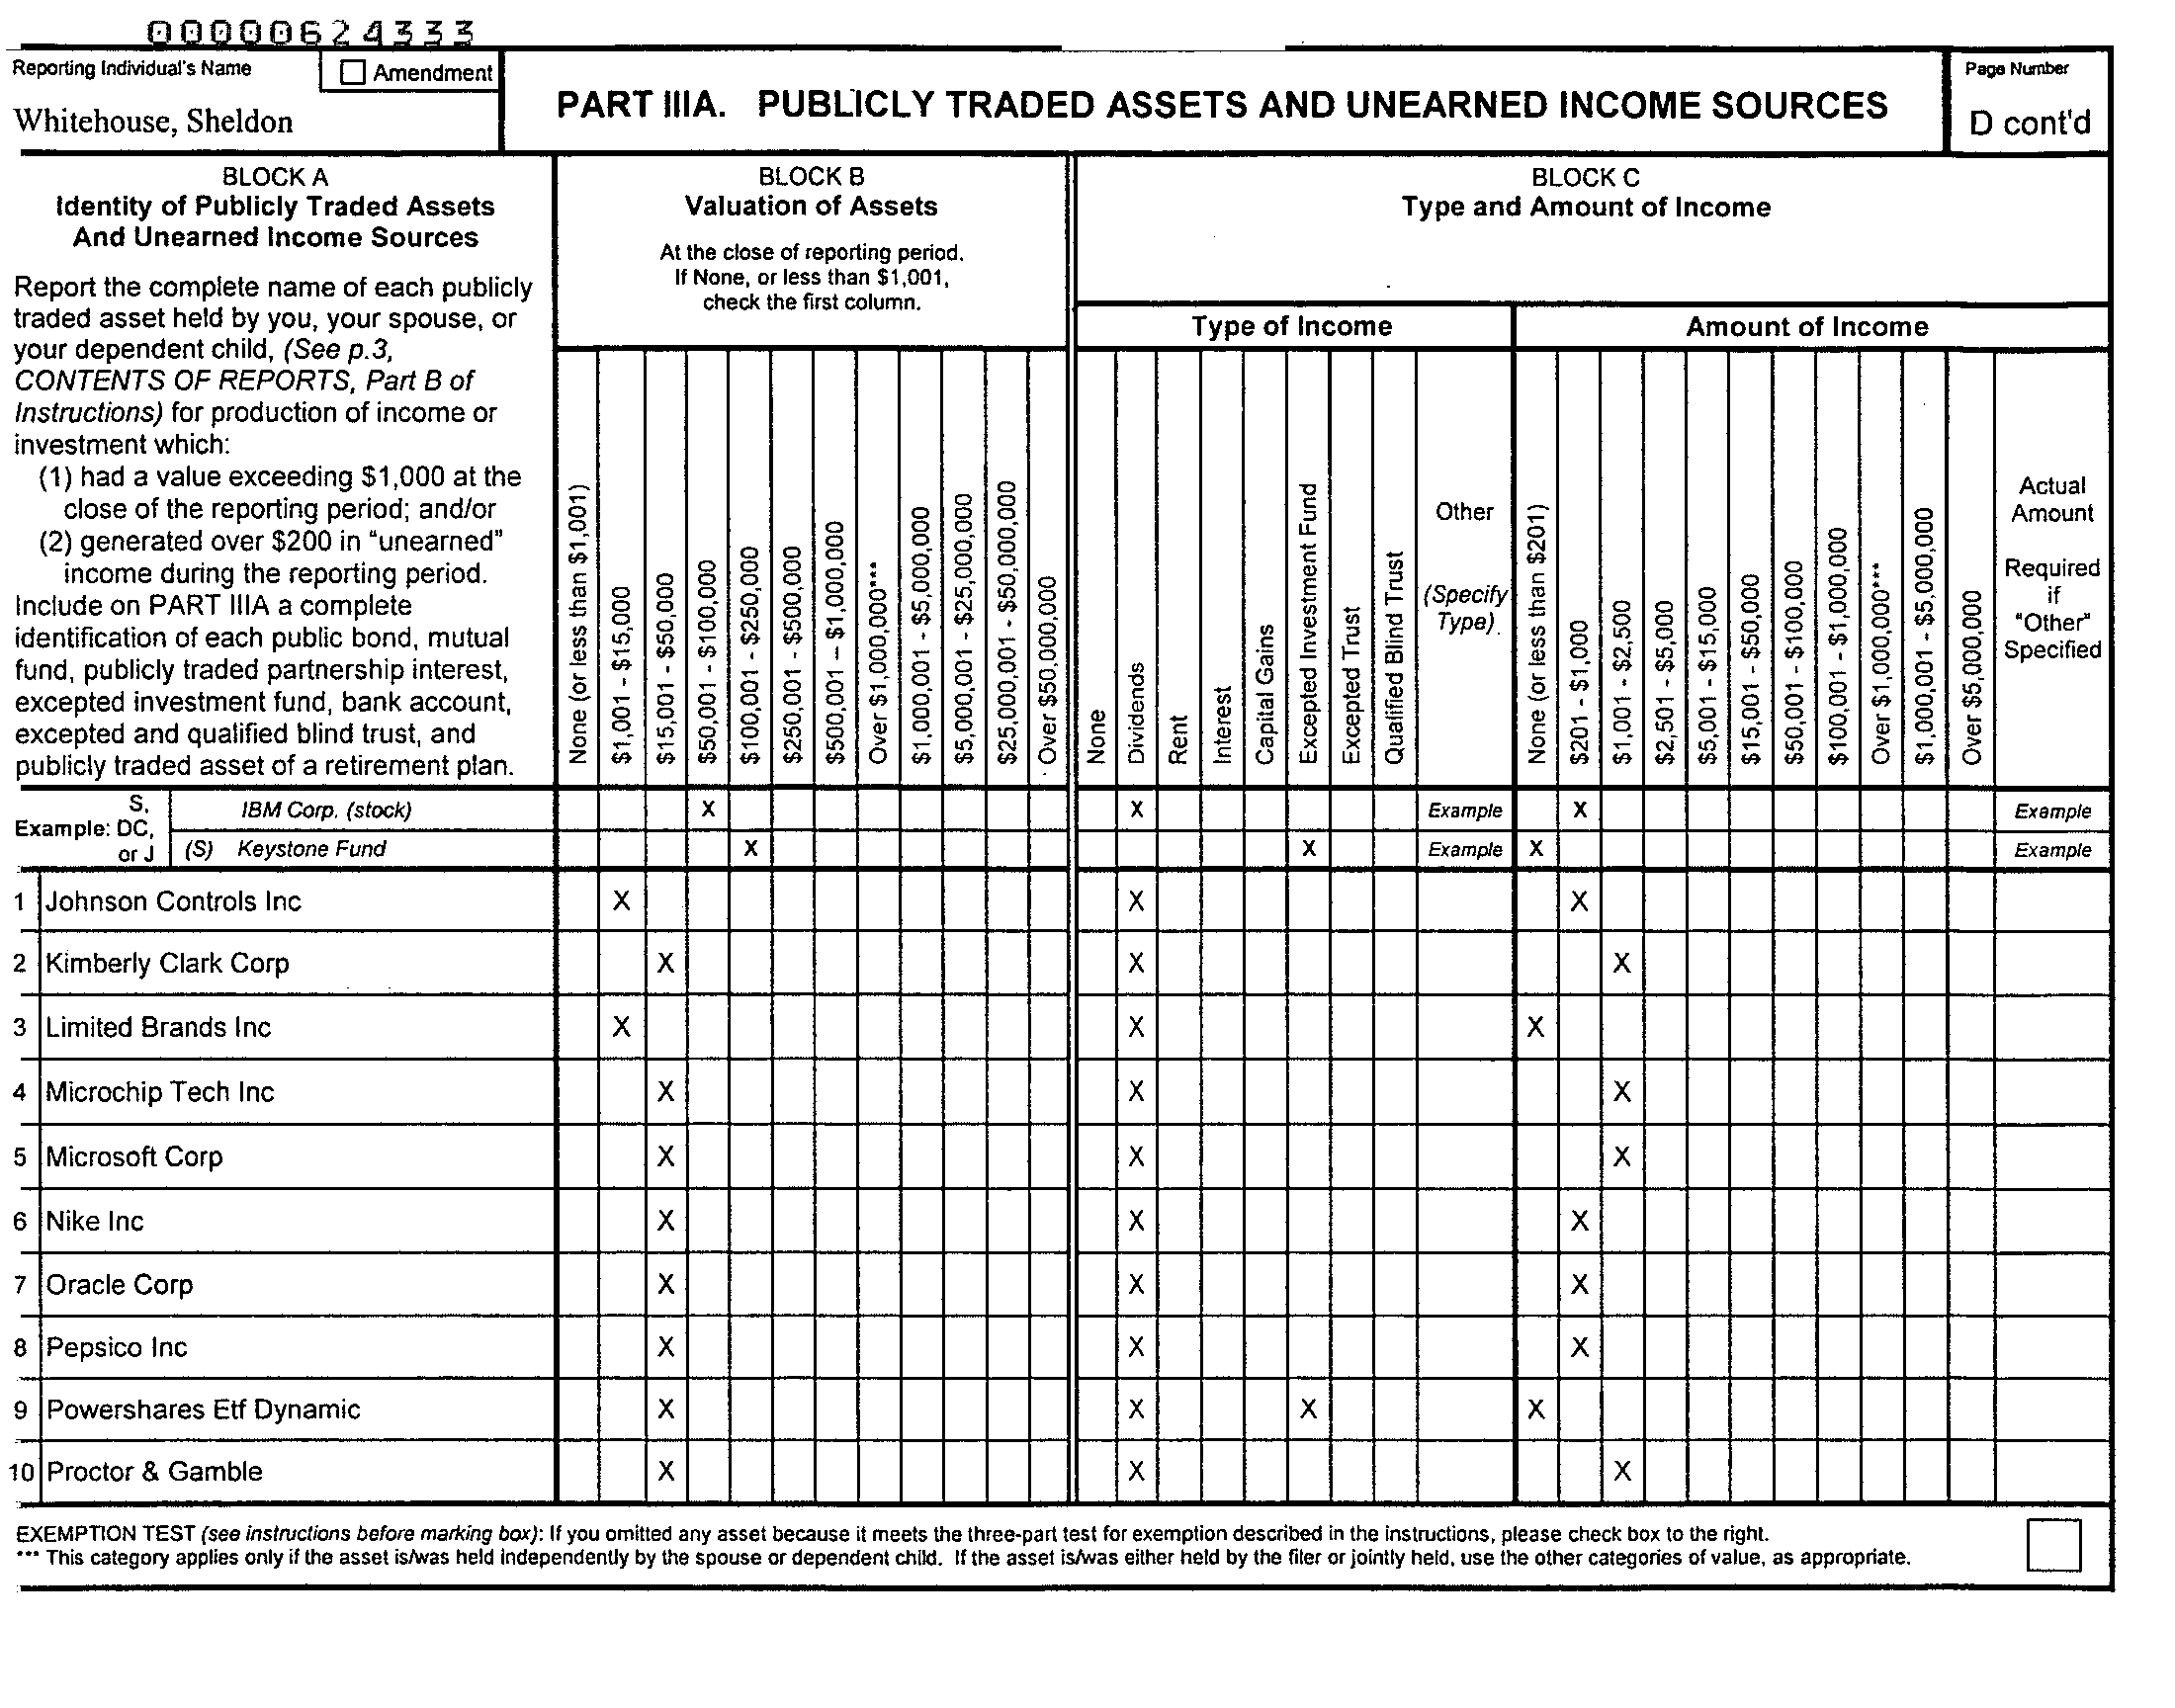 00000624333
Reporting Individual's Name
☐ Amendment
Whitehouse, Sheldon
PART IIIA. PUBLICLY TRADED ASSETS AND UNEARNED INCOME SOURCES
Page Number
D cont'd
BLOCK A
Identity of Publicly Traded Assets
And Unearned Income Sources
Report the complete name of each publicly
traded asset held by you, your spouse, or
your dependent child, (See p.3,
CONTENTS OF REPORTS, Part B of
Instructions) for production of income or
investment which:
(1) had a value exceeding $1,000 at the
close of the reporting period; and/or
(2) generated over $200 in "unearned"
income during the reporting period.
Include on PART IIIA a complete
identification of each public bond, mutual
fund, publicly traded partnership interest,
excepted investment fund, bank account,
excepted and qualified blind trust, and
publicly traded asset of a retirement plan.
BLOCK B
Valuation of Assets
At the close of reporting period.
If None, or less than $1,001,
check the first column.
None (or less than $1,001)
$1,001 - $15,000
$15,001 - $50,000
$50,001 - $100,000
$100,001 - $250,000
$250,001 - $500,000
$500,001 – $1,000,000
Over $1,000,000***
$1,000,001 - $5,000,000
$5,000,001 - $25,000,000
$25,000,001 - $50,000,000
Over $50,000,000
BLOCK C
Type and Amount of Income
Type of Income
None
Dividends
Rent
Interest
Capital Gains
Excepted Investment Fund
Excepted Trust
Qualified Blind Trust
Other
(Specify
Type)
Amount of Income
None (or less than $201)
$201 - $1,000
$1,001 - $2,500
$2,501 - $5,000
$5,001 - $15,000
$15,001 - $50,000
$50,001 - $100,000
$100,001 - $1,000,000
Over $1,000,000***
$1,000,001 - $5,000,000
Over $5,000,000
Actual
Amount
Required
if
"Other"
Specified
Example:
S,
DC,
or J
IBM Corp. (stock) X X Example X Example
(S) Keystone Fund X X Example X Example
1 Johnson Controls Inc X X X
2 Kimberly Clark Corp X X X
3 Limited Brands Inc X X X
4 Microchip Tech Inc X X X
5 Microsoft Corp X X X
6 Nike Inc X X X
7 Oracle Corp X X X
8 Pepsico Inc X X X
9 Powershares Etf Dynamic X X X X
10 Proctor & Gamble X X X
EXEMPTION TEST (see instructions before marking box): If you omitted any asset because it meets the three-part test for exemption described in the instructions, please check box to the right.
*** This category applies only if the asset is/was held independently by the spouse or dependent child. If the asset is/was either held by the filer or jointly held, use the other categories of value, as appropriate.